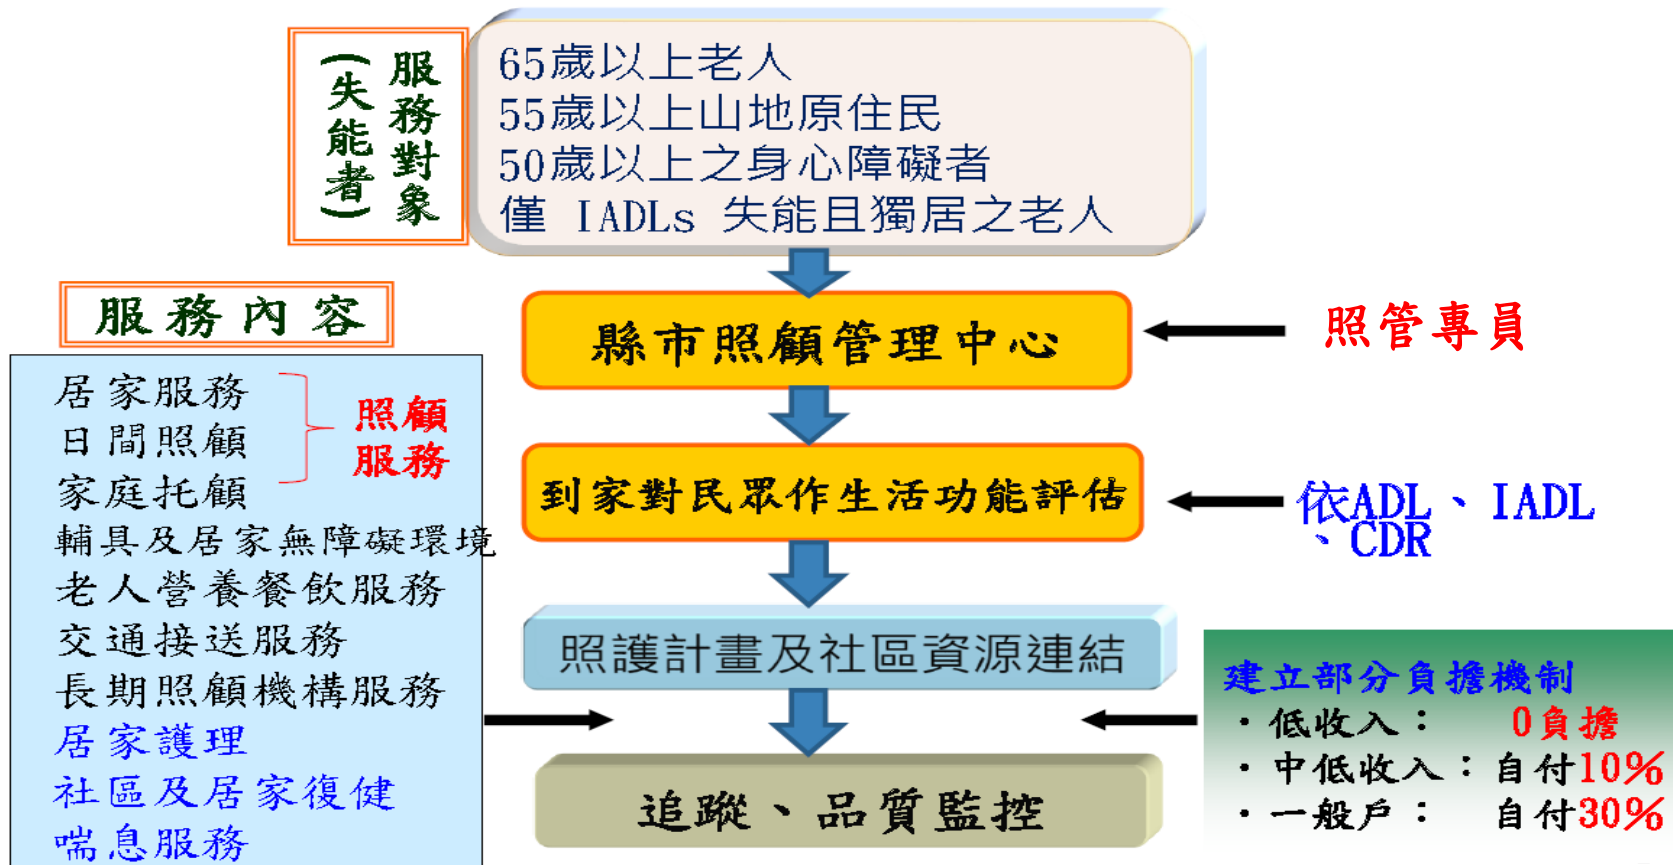 服務對象
(失能者)
65歲以上老人
55歲以上山地原住民
50歲以上之身心障礙者
僅 IADLs 失能且獨居之老人
縣市照顧管理中心
照管專員
到家對民眾作生活功能評估
依ADL、IADL
、CDR
照護計畫及社區資源連結
追蹤、品質監控
服務內容
居家服務
日間照顧
家庭托顧
照顧
服務
輔具及居家無障礙環境
老人營養餐飲服務
交通接送服務
長期照顧機構服務
居家護理
社區及居家復健
喘息服務
建立部分負擔機制
·低收入： 0負擔
·中低收入：自付10%
·一般戶： 自付30%